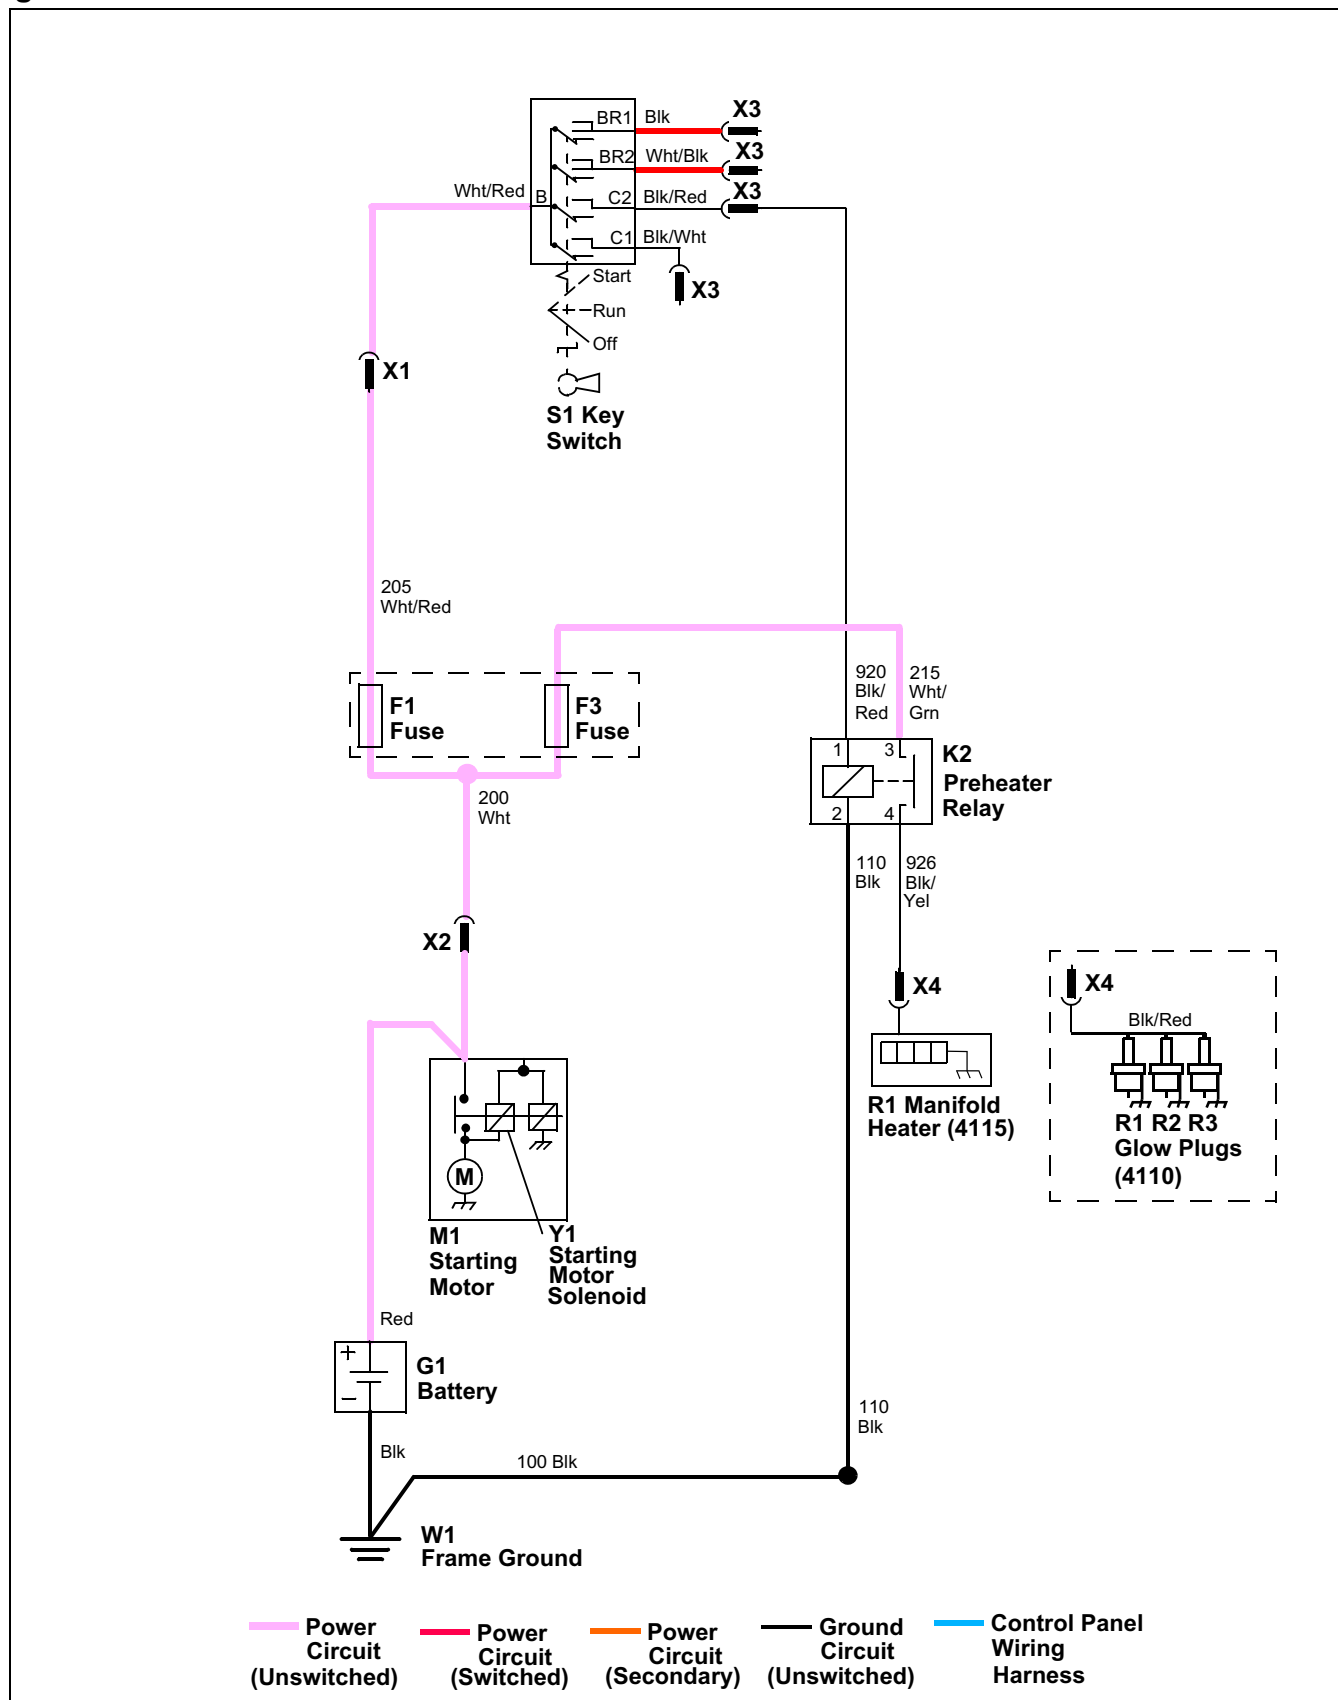 BR1 Blk X3
BR2 Wht/Blk X3
Wht/Red B C2 Blk/Red X3
C1 Blk/Wht
Start
X3
Run
Off
X1
S1 Key
Switch
205
Wht/Red
920
Blk/
Red
215
Wht/
Grn
F1
Fuse
F3
Fuse
1 3
2 4
K2
Preheater
Relay
200
Wht
110
Blk
926
Blk/
Yel
X2
X4
X4
Blk/Red
R1 Manifold
Heater (4115)
R1 R2 R3
Glow Plugs
(4110)
M
M1
Starting
Motor
Y1
Starting
Motor
Solenoid
Red
+
−
G1
Battery
110
Blk
Blk
100 Blk
W1
Frame Ground
Power
Circuit
(Unswitched)
Power
Circuit
(Switched)
Power
Circuit
(Secondary)
Ground
Circuit
(Unswitched)
Control Panel
Wiring
Harness